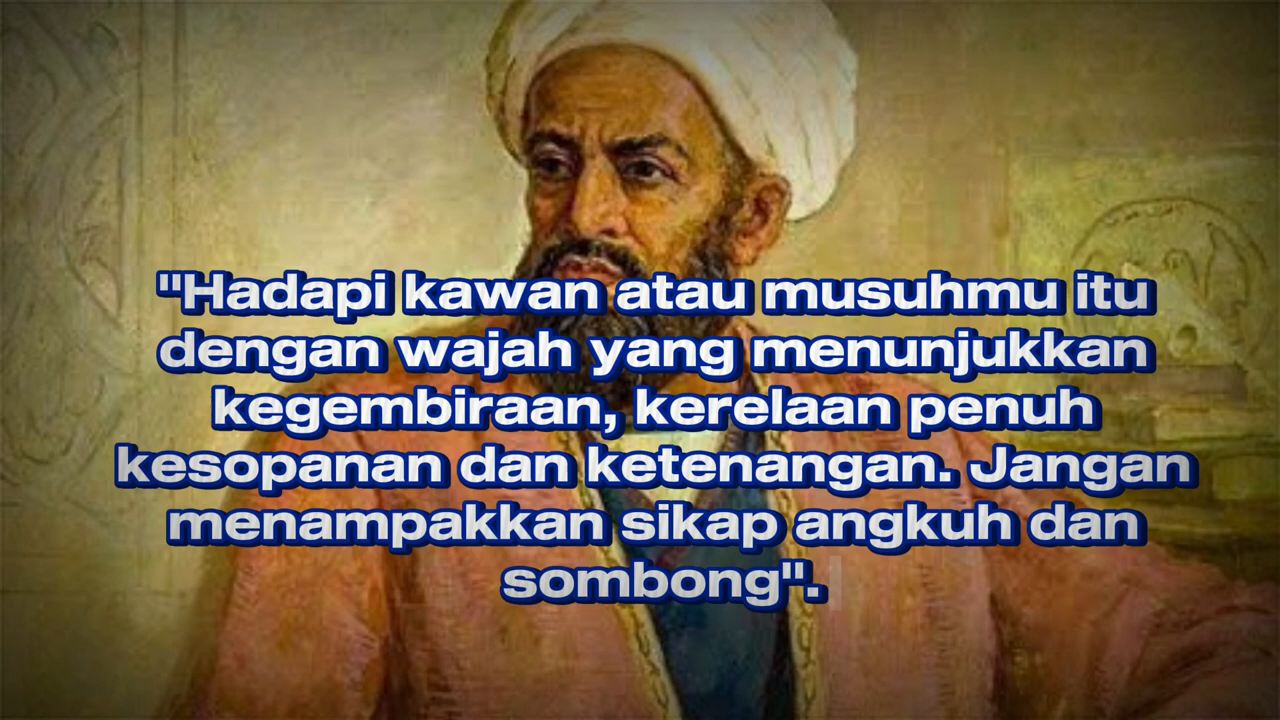 "Hadapi kawan atau musuhmu itu
dengan wajah yang menunjukkan
kegembiraan, kerelaan penuh
kesopanan dan ketenangan. Jangan
menampakkan sikap angkuh dan
sombong".